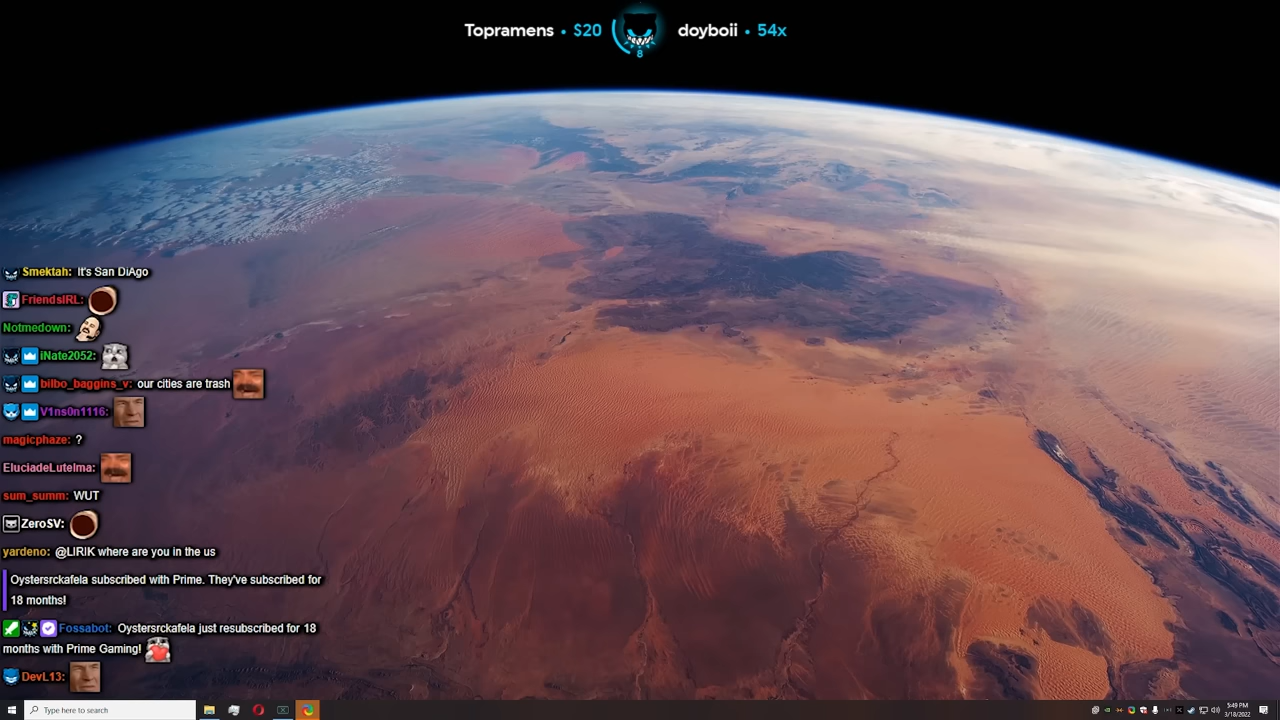 Topramens • $20
8
doyboii • 54x
Smektah: It's San DiAgo
FriendsIRL:
Notmedown:
iNate2052:
bilbo_baggins_v: our cities are trash
V1ns0n1116:
magicphaze: ?
EluciadeLutelma:
sum_summ: WUT
ZeroSV:
yardeno: @LIRIK where are you in the us
Oystersrckafela subscribed with Prime. They've subscribed for
18 months!
Fossabot: Oystersrckafela just resubscribed for 18
months with Prime Gaming!
DevL13:
Type here to search
5:49 PM
3/18/2022